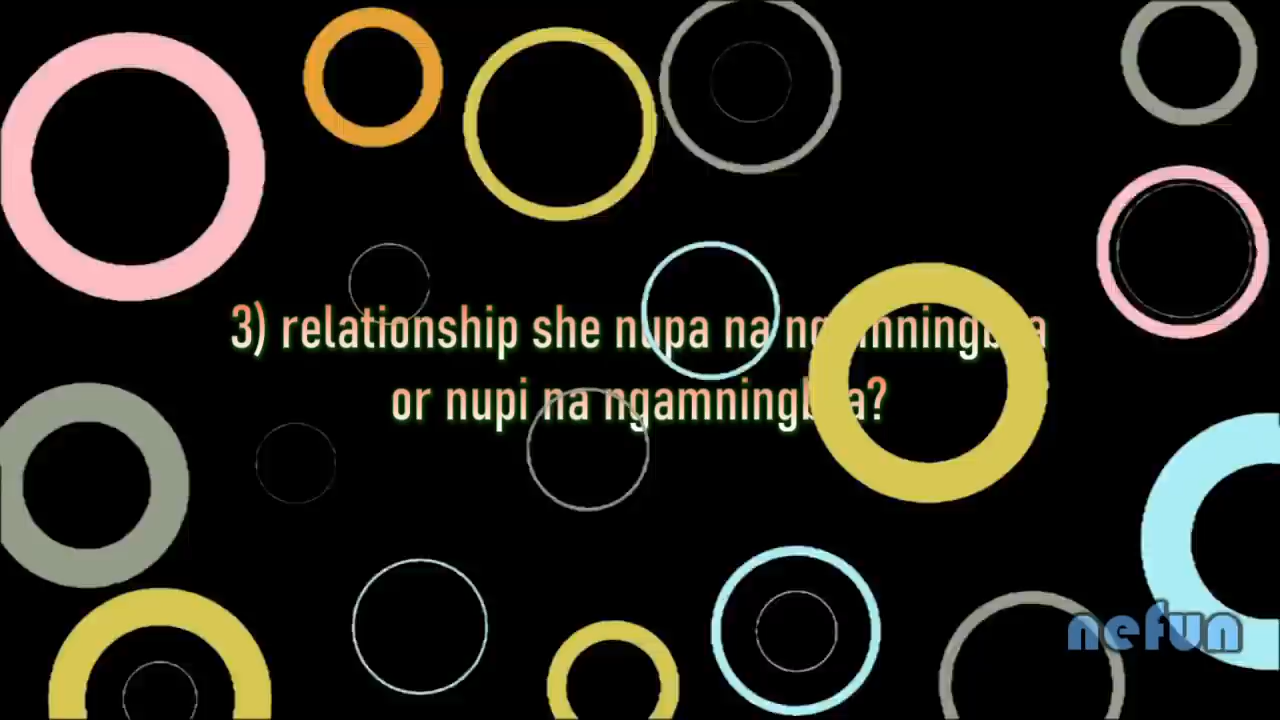 3) relationship she nupa na
or nupi na
nefun